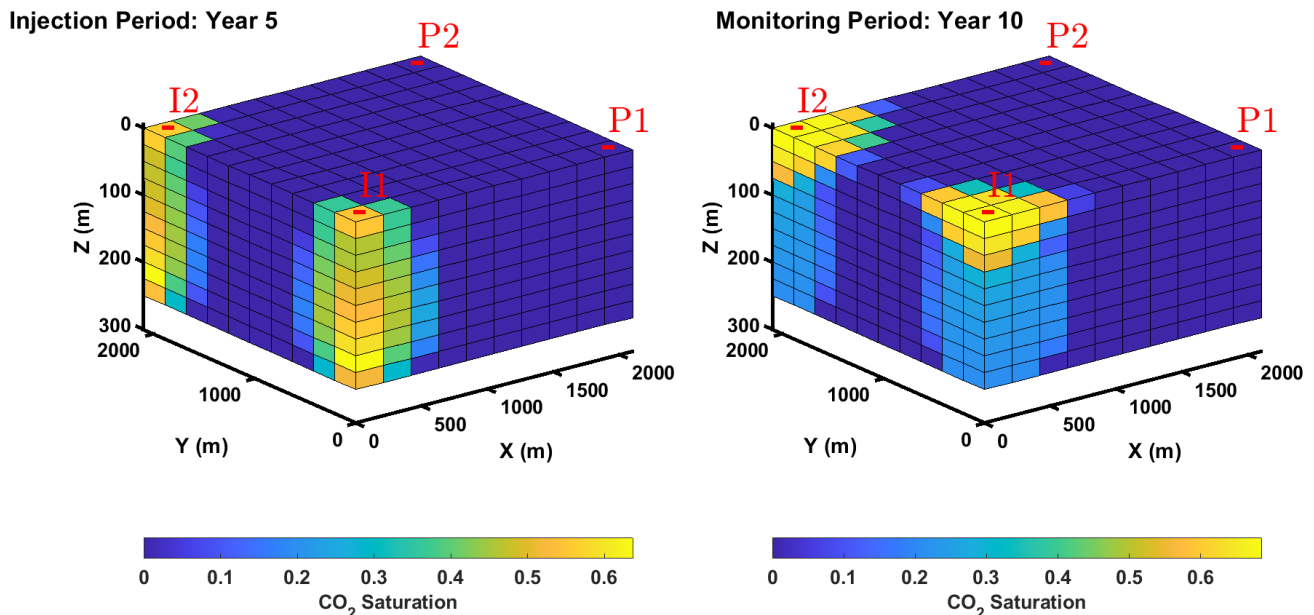 Injection Period: Year 5
P2
I2
P1
I1
0
100
200
300
Z (m)
2000
1000
0
Y (m)
0
500
1000
1500
2000
X (m)
0
0.1
0.2
0.3
0.4
0.5
0.6
CO2 Saturation
Monitoring Period: Year 10
P2
I2
P1
I1
0
100
200
300
Z (m)
2000
1000
0
Y (m)
0
500
1000
1500
2000
X (m)
0
0.1
0.2
0.3
0.4
0.5
0.6
CO2 Saturation